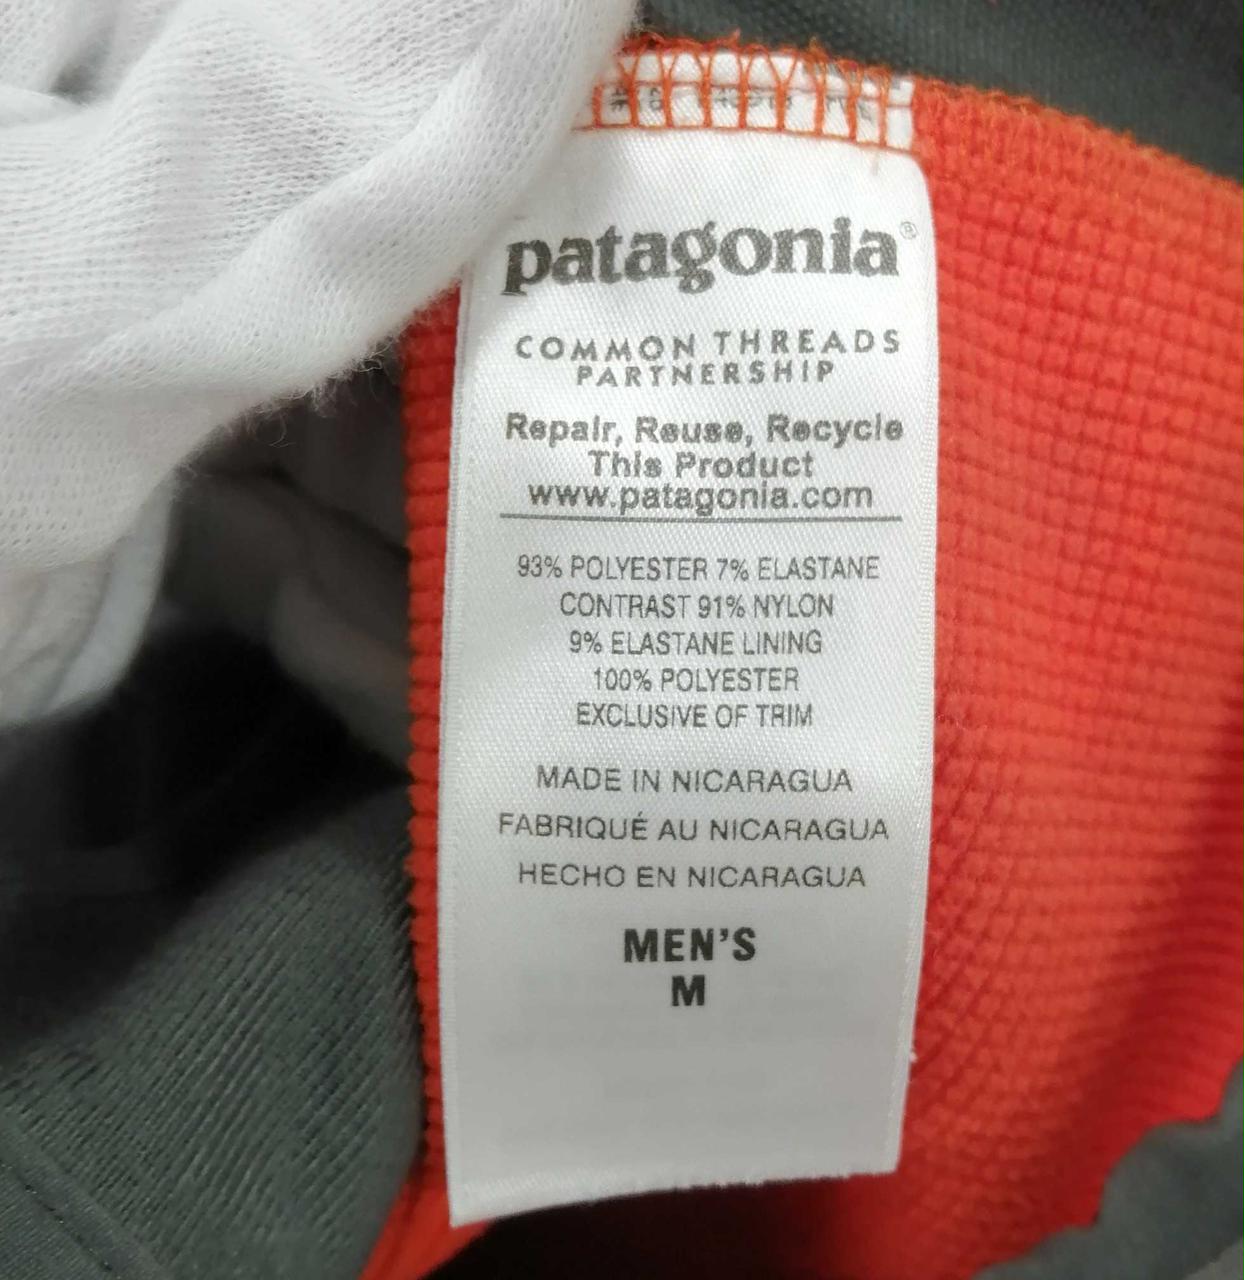 patagonia®
COMMON THREADS
PARTNERSHIP
Repair, Reuse, Recycle
This Product
www.patagonia.com
93% POLYESTER 7% ELASTANE
CONTRAST 91% NYLON
9% ELASTANE LINING
100% POLYESTER
EXCLUSIVE OF TRIM
MADE IN NICARAGUA
FABRIQUÉ AU NICARAGUA
HECHO EN NICARAGUA
MEN'S
M